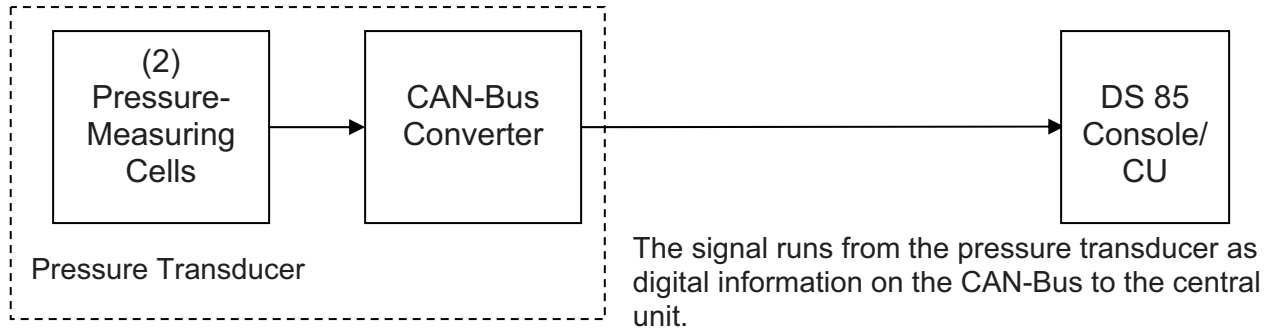 (2)
Pressure-
Measuring
Cells
CAN-Bus
Converter
DS 85
Console/
CU
Pressure Transducer
The signal runs from the pressure transducer as
digital information on the CAN-Bus to the central
unit.